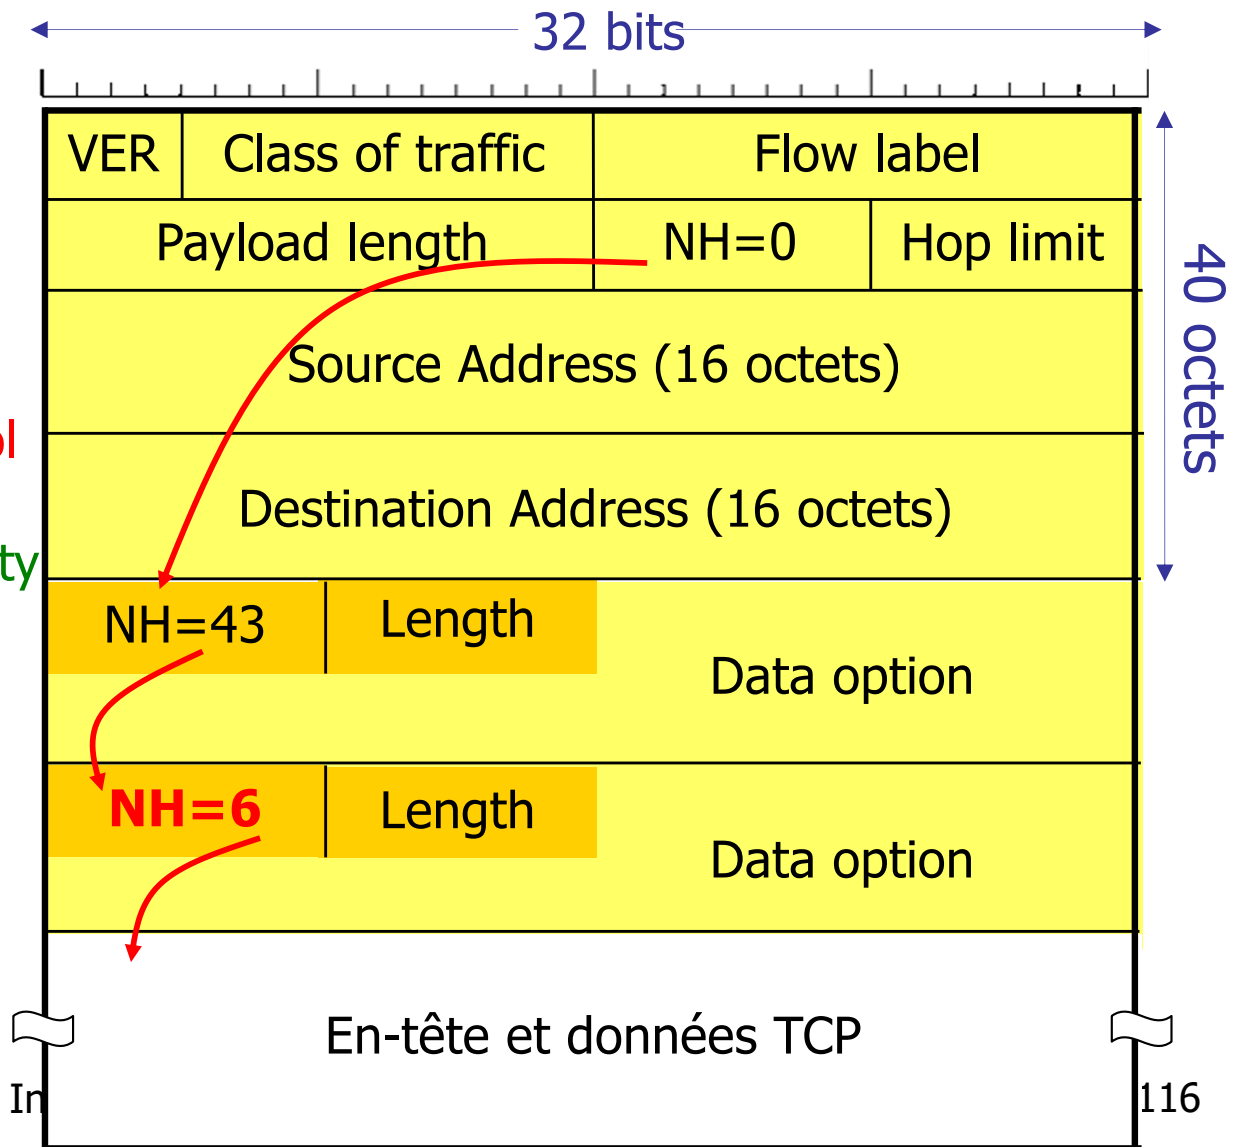 32 bits
VER Class of traffic Flow label
Payload length NH=0 Hop limit
40 octets
Source Address (16 octets)
Destination Address (16 octets)
NH=43 Length
Data option
NH=6 Length
Data option
En-tête et données TCP
116